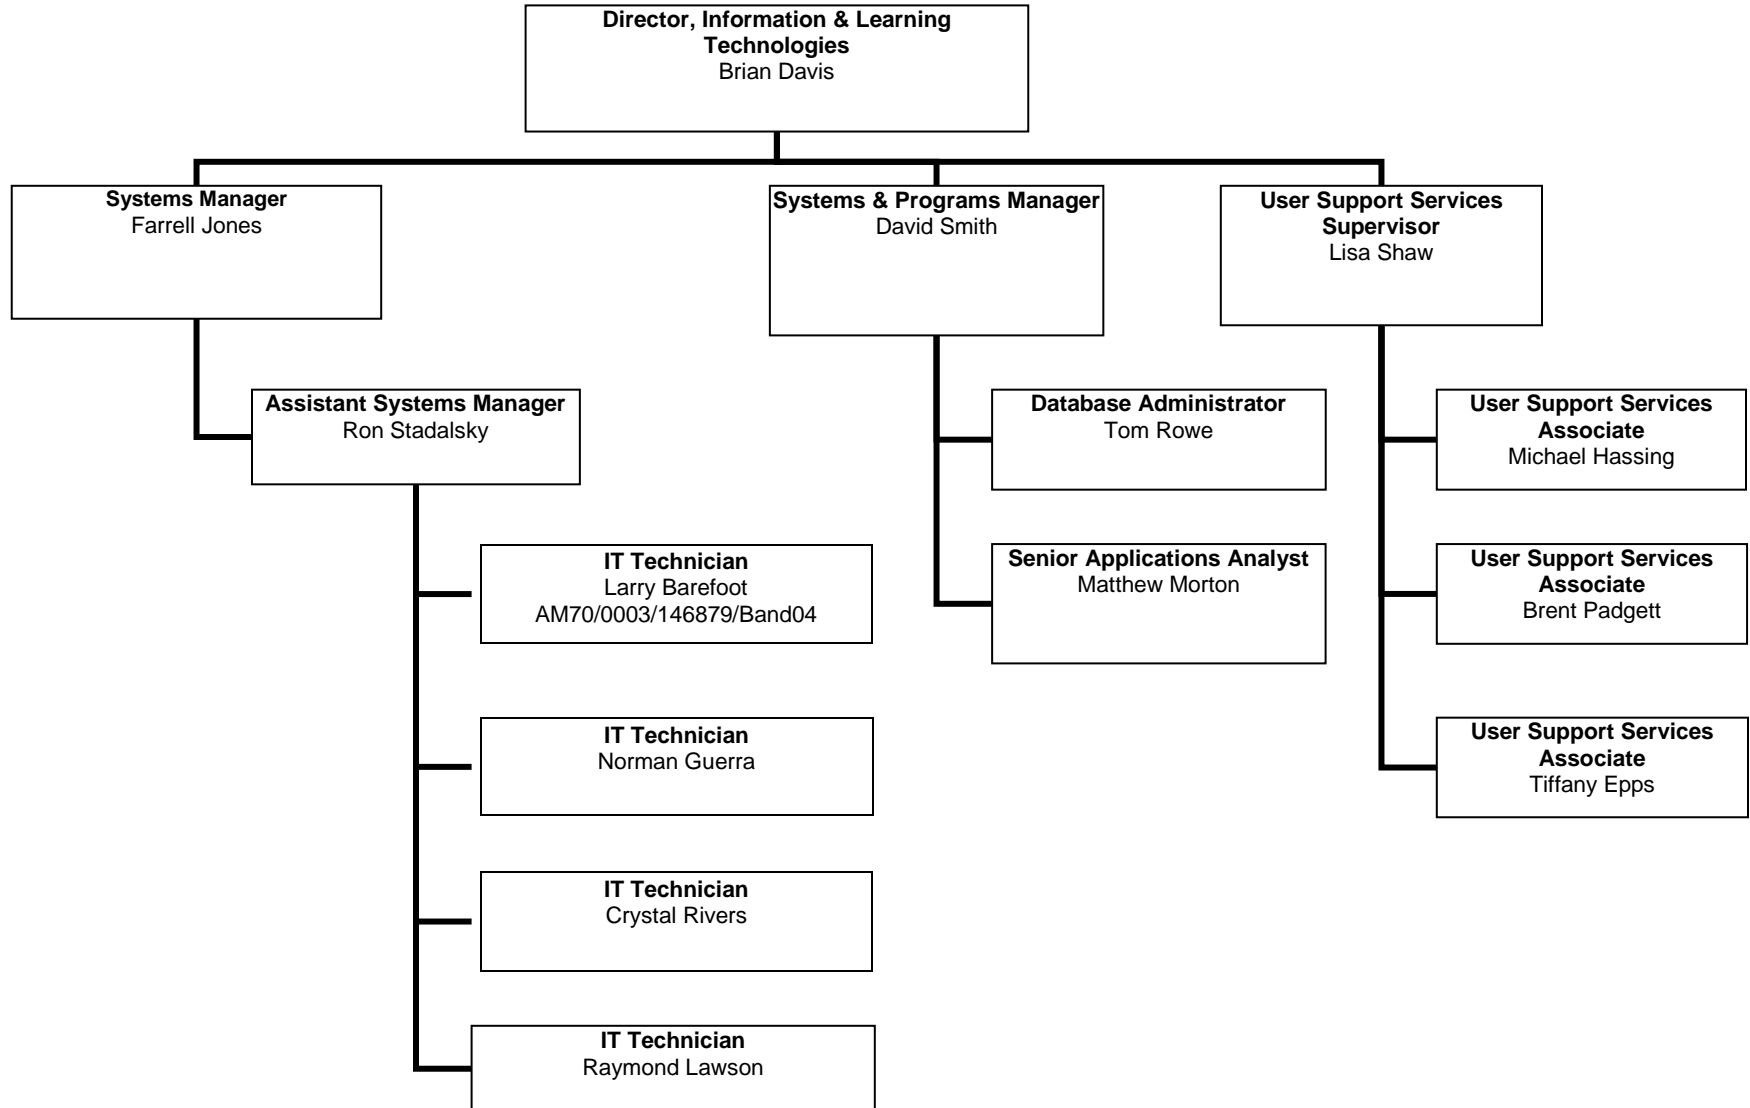 Director, Information & Learning
Technologies
Brian Davis
Systems Manager
Farrell Jones
Systems & Programs Manager
David Smith
User Support Services
Supervisor
Lisa Shaw
Assistant Systems Manager
Ron Stadalsky
Database Administrator
Tom Rowe
User Support Services
Associate
Michael Hassing
IT Technician
Larry Barefoot
AM70/0003/146879/Band04
Senior Applications Analyst
Matthew Morton
User Support Services
Associate
Brent Padgett
IT Technician
Norman Guerra
User Support Services
Associate
Tiffany Epps
IT Technician
Crystal Rivers
IT Technician
Raymond Lawson